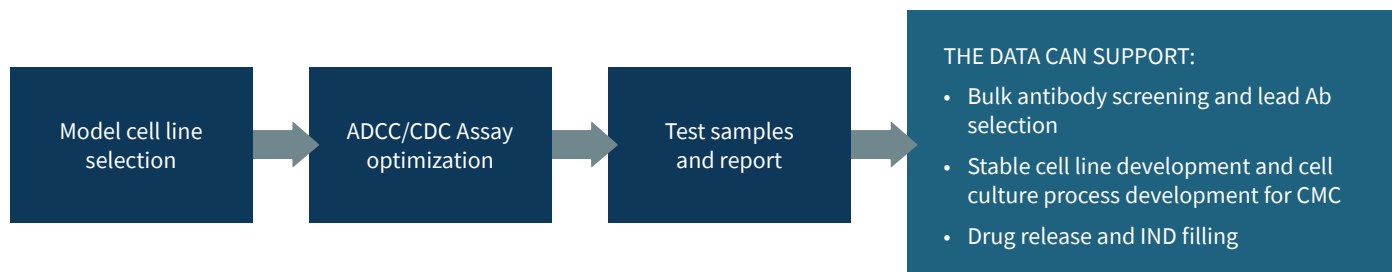 Model cell line
selection
ADCC/CDC Assay
optimization
Test samples
and report
THE DATA CAN SUPPORT:
• Bulk antibody screening and lead Ab
selection
• Stable cell line development and cell
culture process development for CMC
• Drug release and IND filling